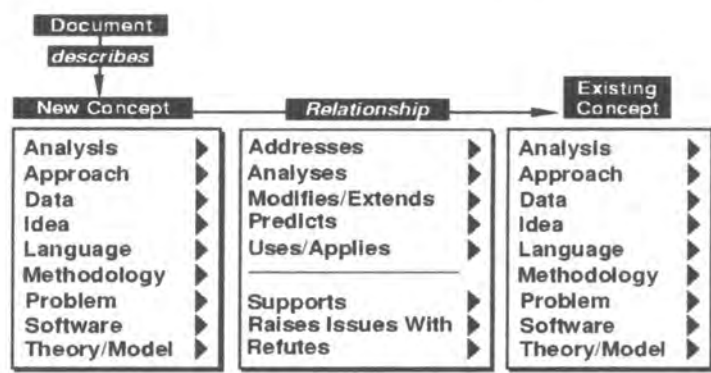 Document
describes
New Concept
Relationship
Existing
Concept
Analysis
Approach
Data
Idea
Language
Methodology
Problem
Software
Theory/Model
Addresses
Analyses
Modifies/Extends
Predicts
Uses/Applies
Supports
Raises Issues With
Refutes
Analysis
Approach
Data
Idea
Language
Methodology
Problem
Software
Theory/Model